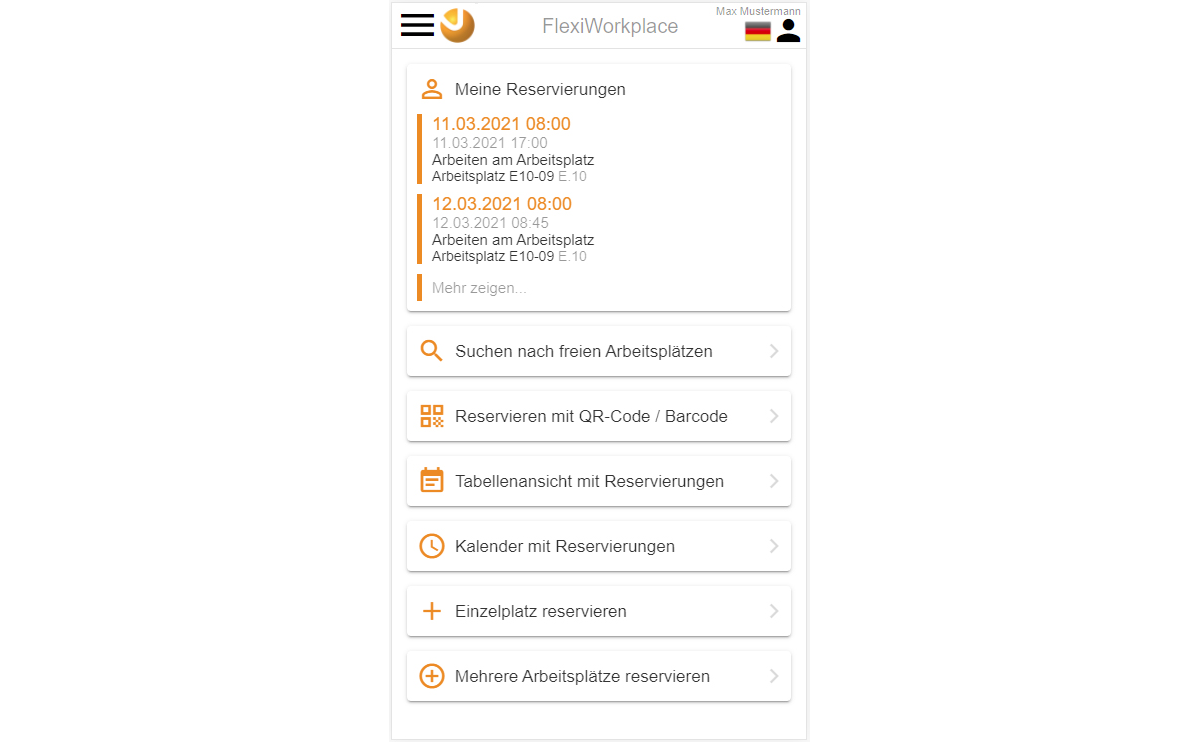 Max Mustermann
FlexiWorkplace
Meine Reservierungen
11.03.2021 08:00
11.03.2021 17:00
Arbeiten am Arbeitsplatz
Arbeitsplatz E10-09 E.10
12.03.2021 08:00
12.03.2021 08:45
Arbeiten am Arbeitsplatz
Arbeitsplatz E10-09 E.10
Mehr zeigen...
Suchen nach freien Arbeitsplätzen
Reservieren mit QR-Code / Barcode
Tabellenansicht mit Reservierungen
Kalender mit Reservierungen
Einzelplatz reservieren
Mehrere Arbeitsplätze reservieren